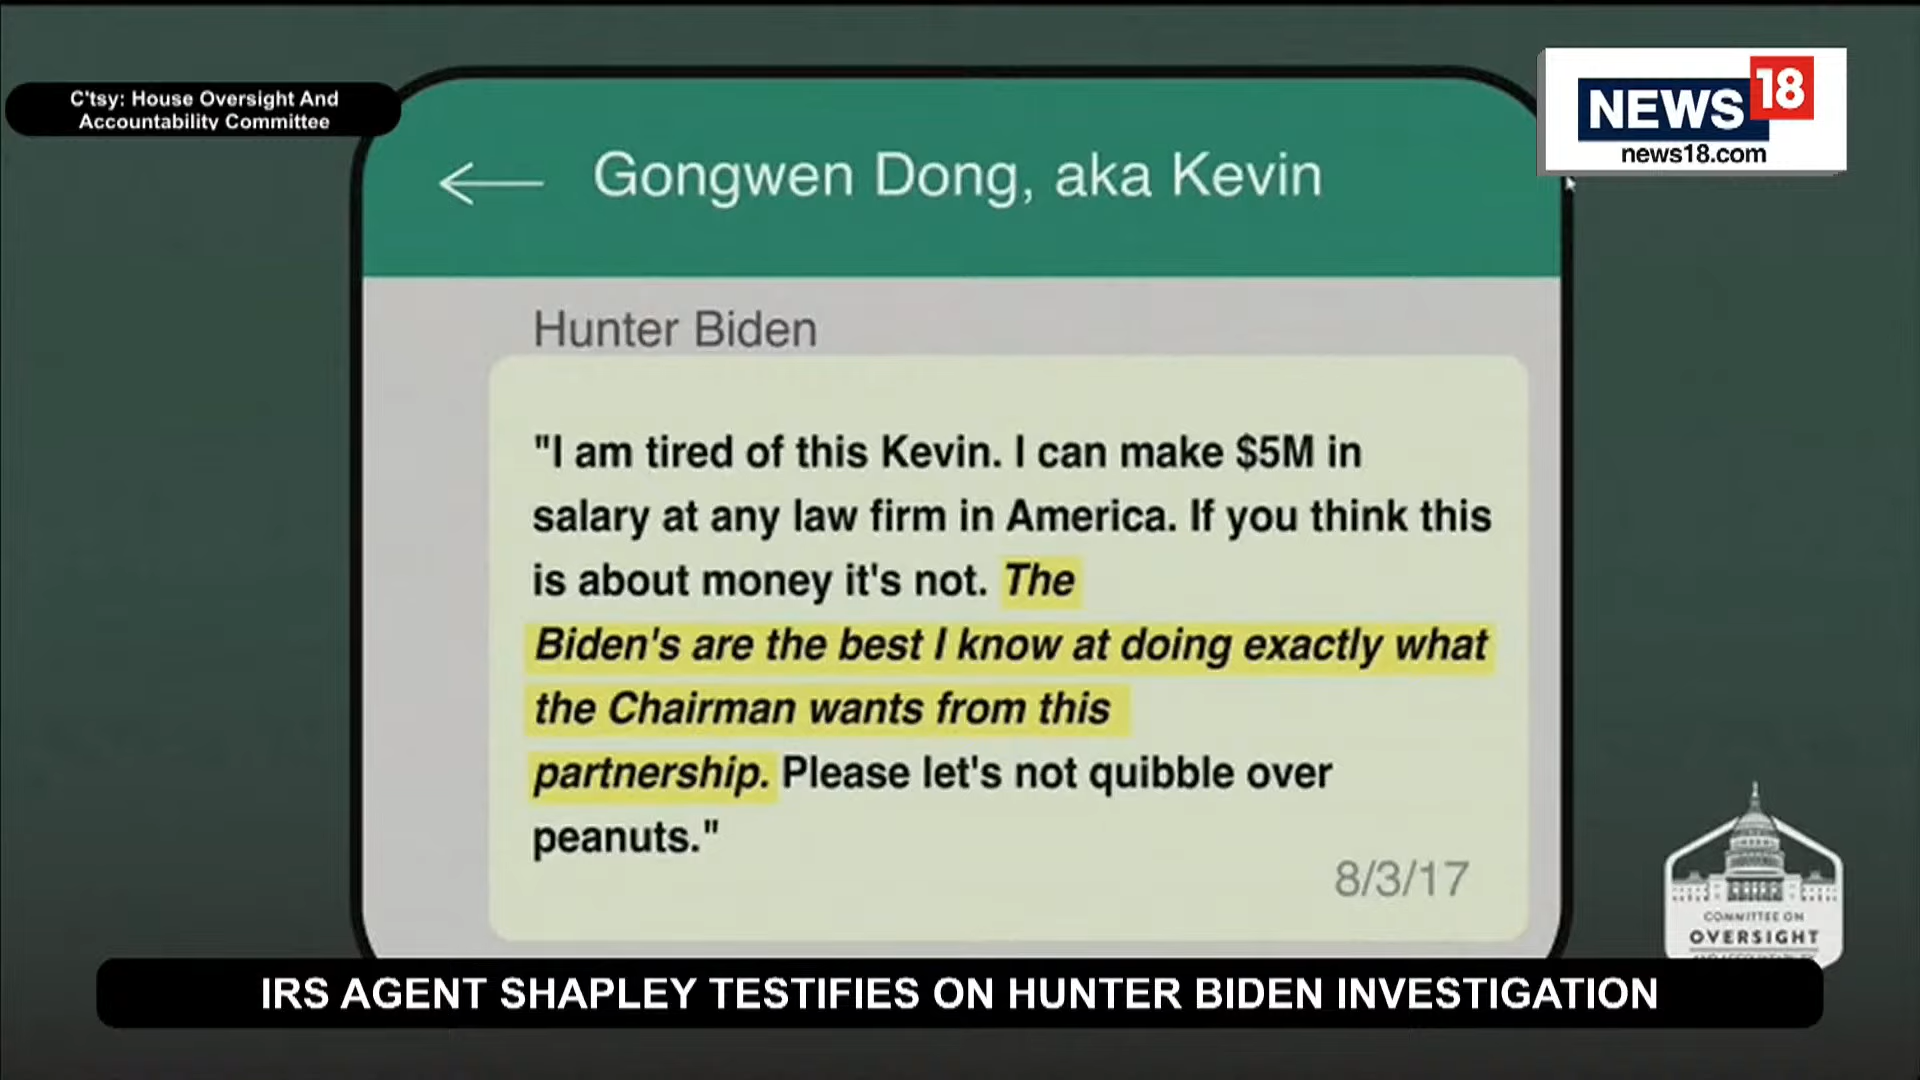 C'tsy: House Oversight And
Accountability Committee
NEWS 18
news18.com
Gongwen Dong, aka Kevin
Hunter Biden
"I am tired of this Kevin. I can make $5M in
salary at any law firm in America. If you think this
is about money it's not. The
Biden's are the best I know at doing exactly what
the Chairman wants from this
partnership. Please let's not quibble over
peanuts."
8/3/17
COMMITTEE ON
OVERSIGHT
IRS AGENT SHAPLEY TESTIFIES ON HUNTER BIDEN INVESTIGATION